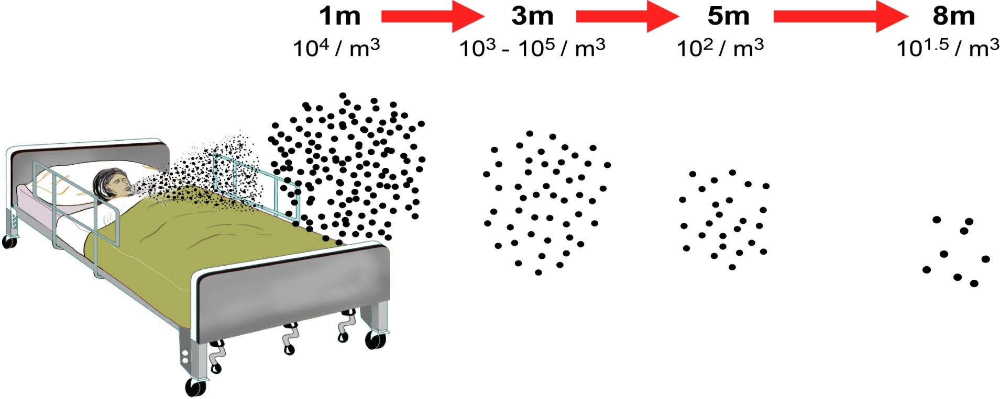 1m 3m 5m 8m
10⁴ / m³ 10³ - 10⁵ / m³ 10² / m³ 10¹·⁵ / m³